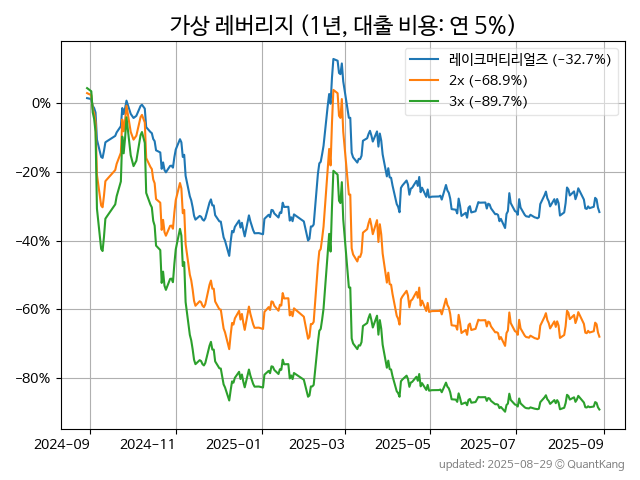 가상 레버리지 (1년, 대출 비용: 연 5%)
레이크머티리얼즈 (−32.7%)
2x (−68.9%)
3x (−89.7%)
0%
−20%
−40%
−60%
−80%
2024-09 2024-11 2025-01 2025-03 2025-05 2025-07 2025-09
updated: 2025-08-29 © QuantKang